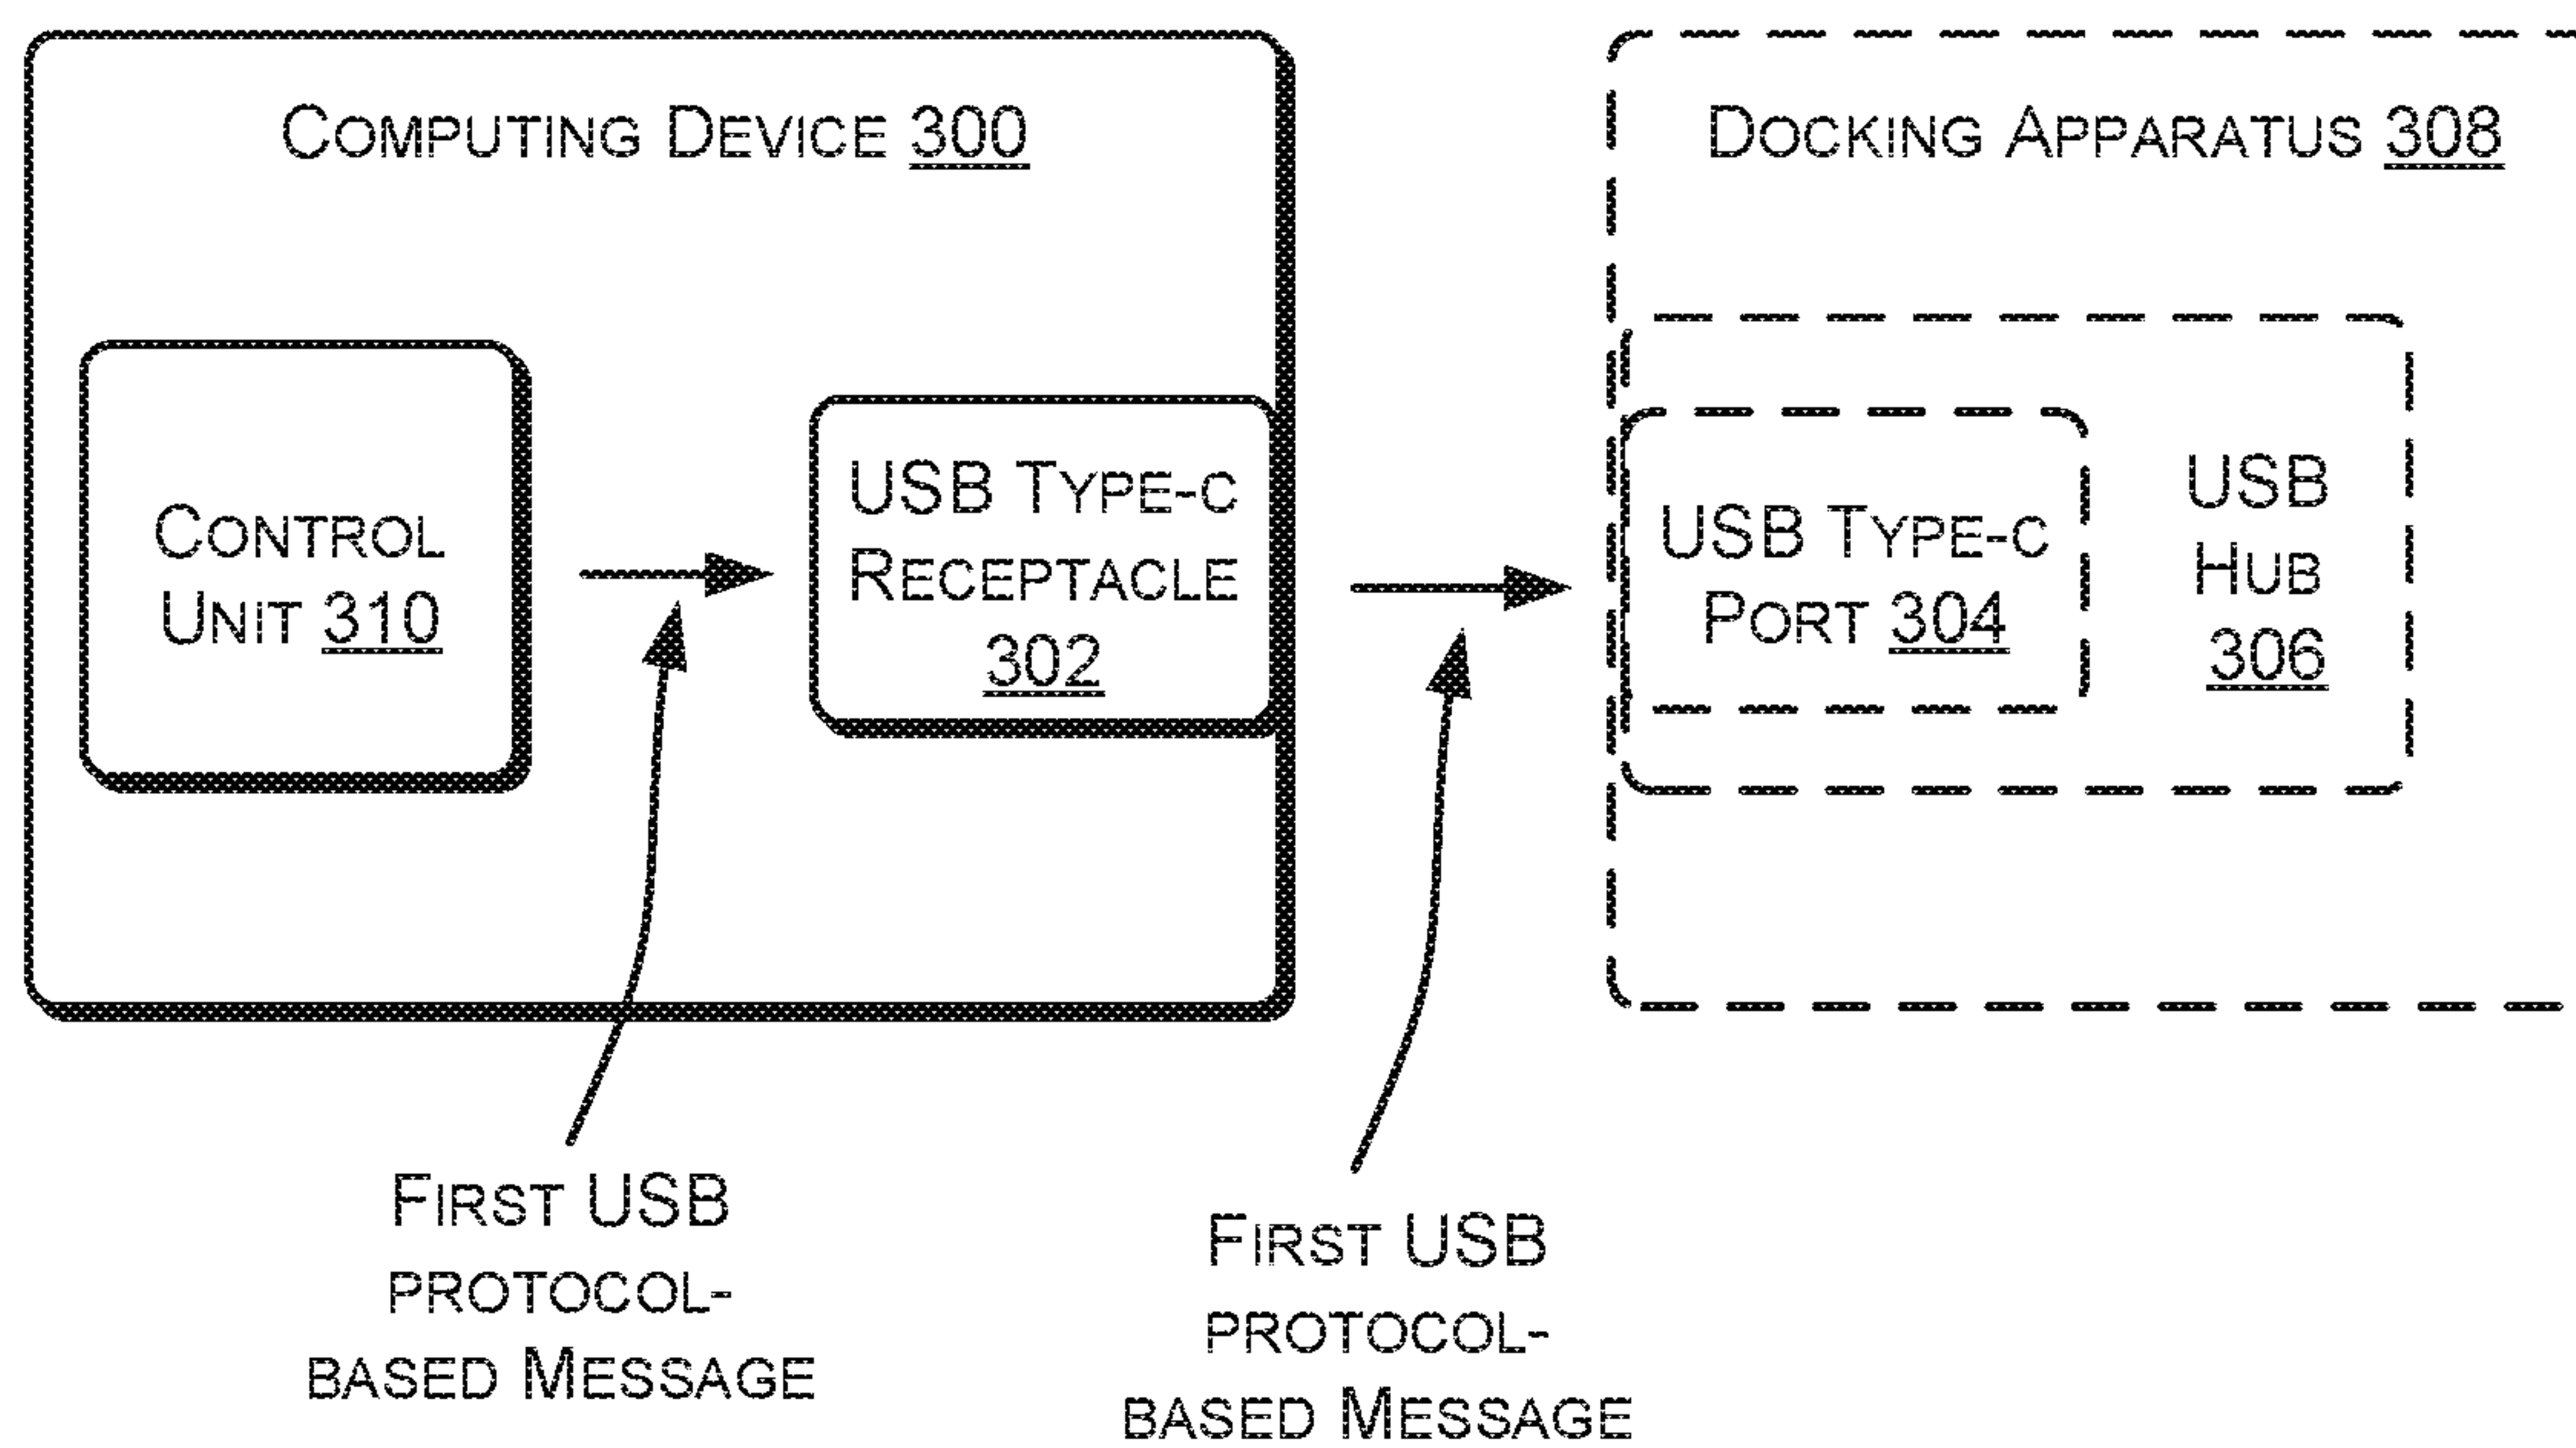 Computing Device 300
Docking Apparatus 308
Control
Unit 310
USB Type-c
Receptacle
302
USB Type-c
Port 304
USB
Hub
306
First USB
protocol-
based Message
First USB
protocol-
based Message